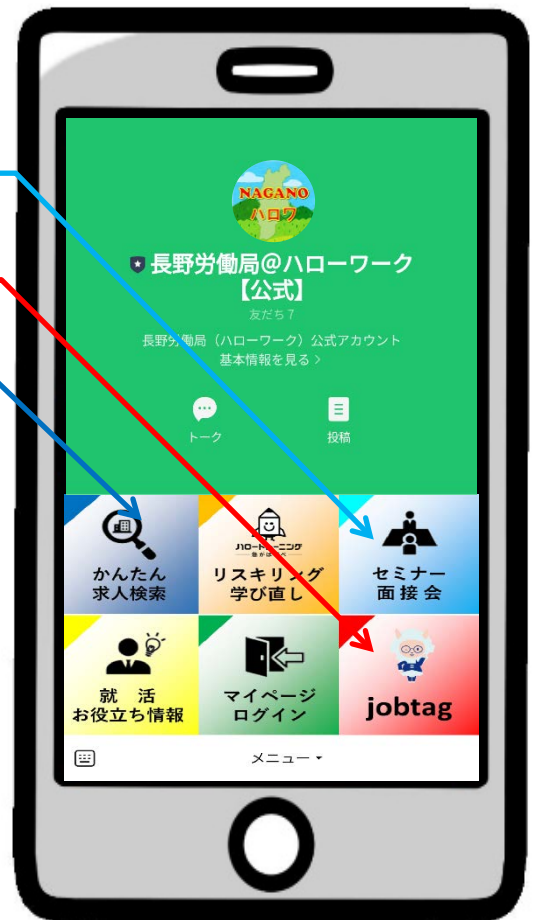 NAGANO
ハロワ
長野労働局@ハローワーク
【公式】
友だち 7
長野労働局（ハローワーク）公式アカウント
基本情報を見る >
トーク
投稿
かんたん
求人検索
ハロートレーニング
リスキリング
学び直し
セミナー
面接会
就 活
お役立ち情報
マイページ
ログイン
jobtag
メニュー